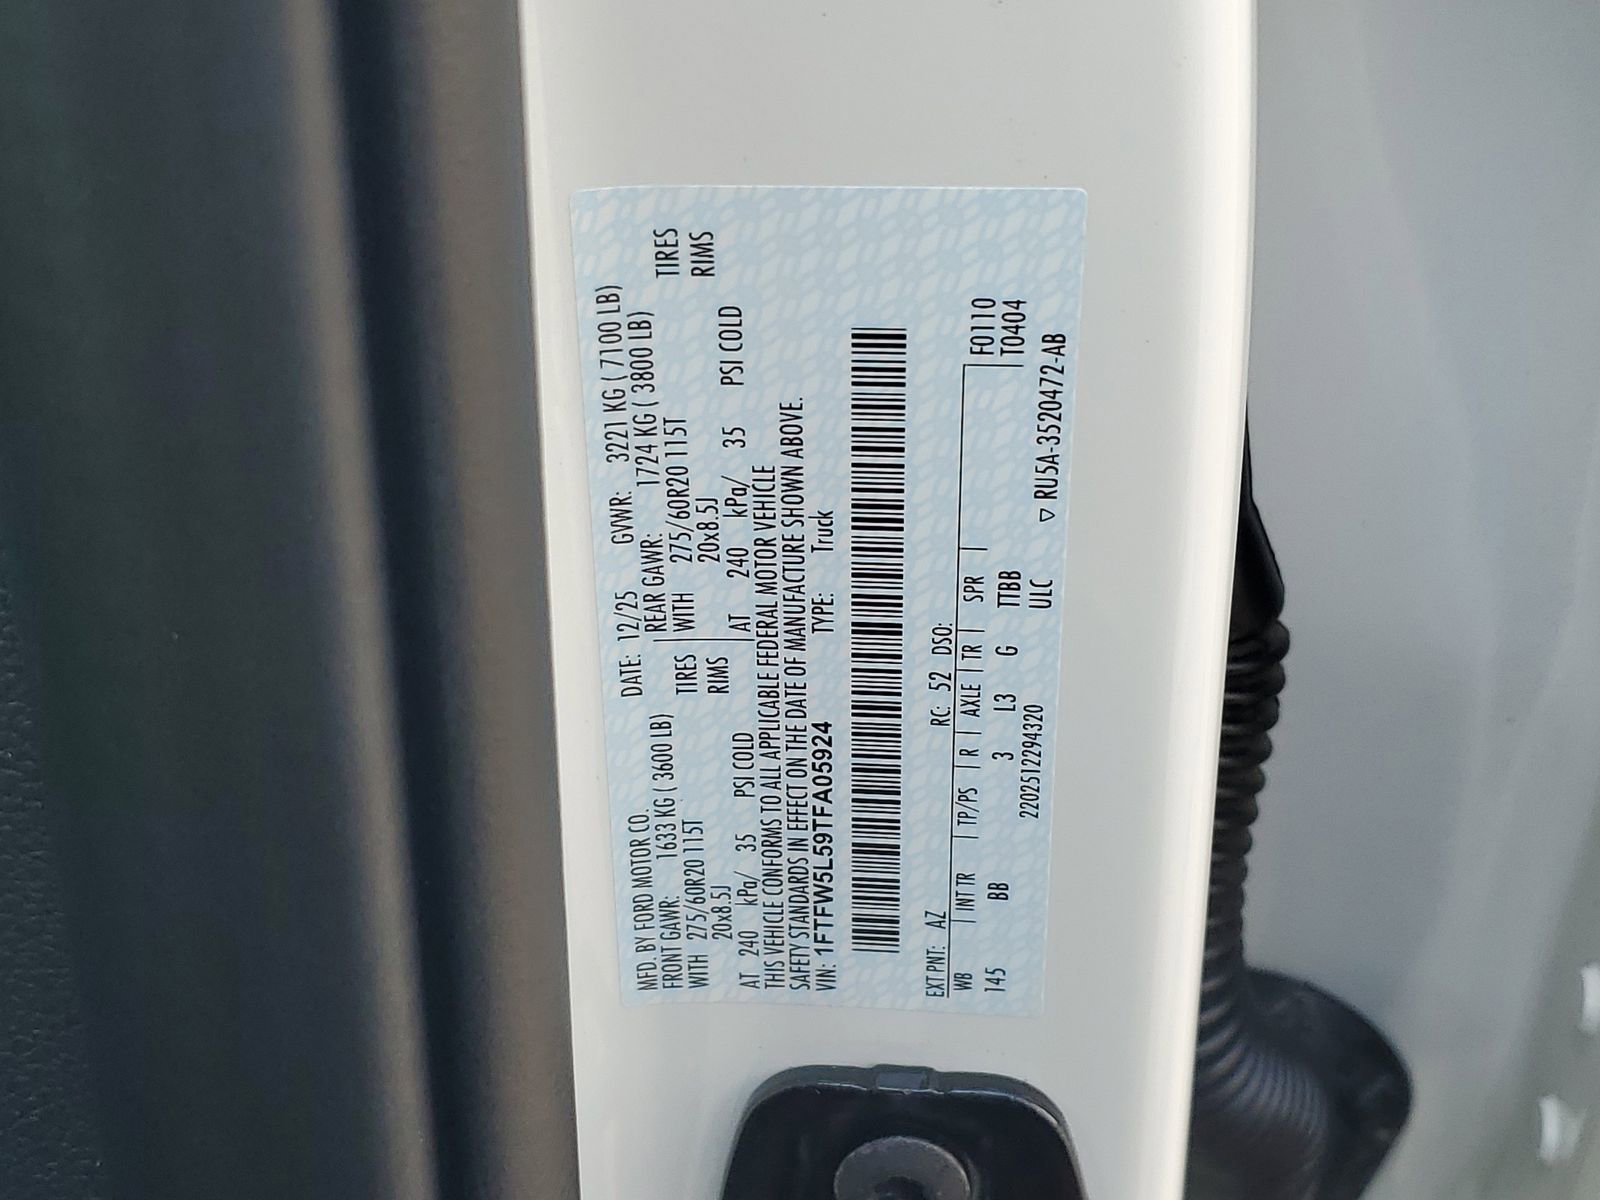 MFD. BY FORD MOTOR CO. DATE: 12/25 GVWR: 3221 KG ( 7100 LB)
FRONT GAWR: 1633 KG ( 3600 LB) REAR GAWR: 1724 KG ( 3800 LB)
WITH 275/60R20 115T TIRES WITH 275/60R20 115T TIRES
20x8.5J RIMS 20x8.5J RIMS
AT 240 kPa/ 35 PSI COLD AT 240 kPa/ 35 PSI COLD
THIS VEHICLE CONFORMS TO ALL APPLICABLE FEDERAL MOTOR VEHICLE
SAFETY STANDARDS IN EFFECT ON THE DATE OF MANUFACTURE SHOWN ABOVE.
VIN: 1FTFW5L59TFA05924 TYPE: Truck
EXT PNT: AZ RC: 52 DSO:
WB INT TR TP/PS R AXLE TR SPR F0110
145 BB 3 L3 G TTBB T0404
2202512294320 ULC
▽ RU5A-3520472-AB